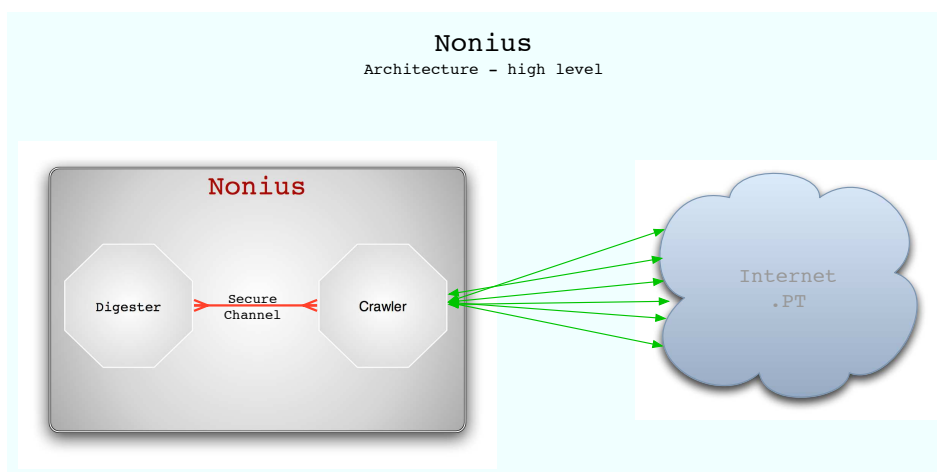 Nonius
Architecture - high level
Nonius
Digester
Secure
Channel
Crawler
Internet
.PT